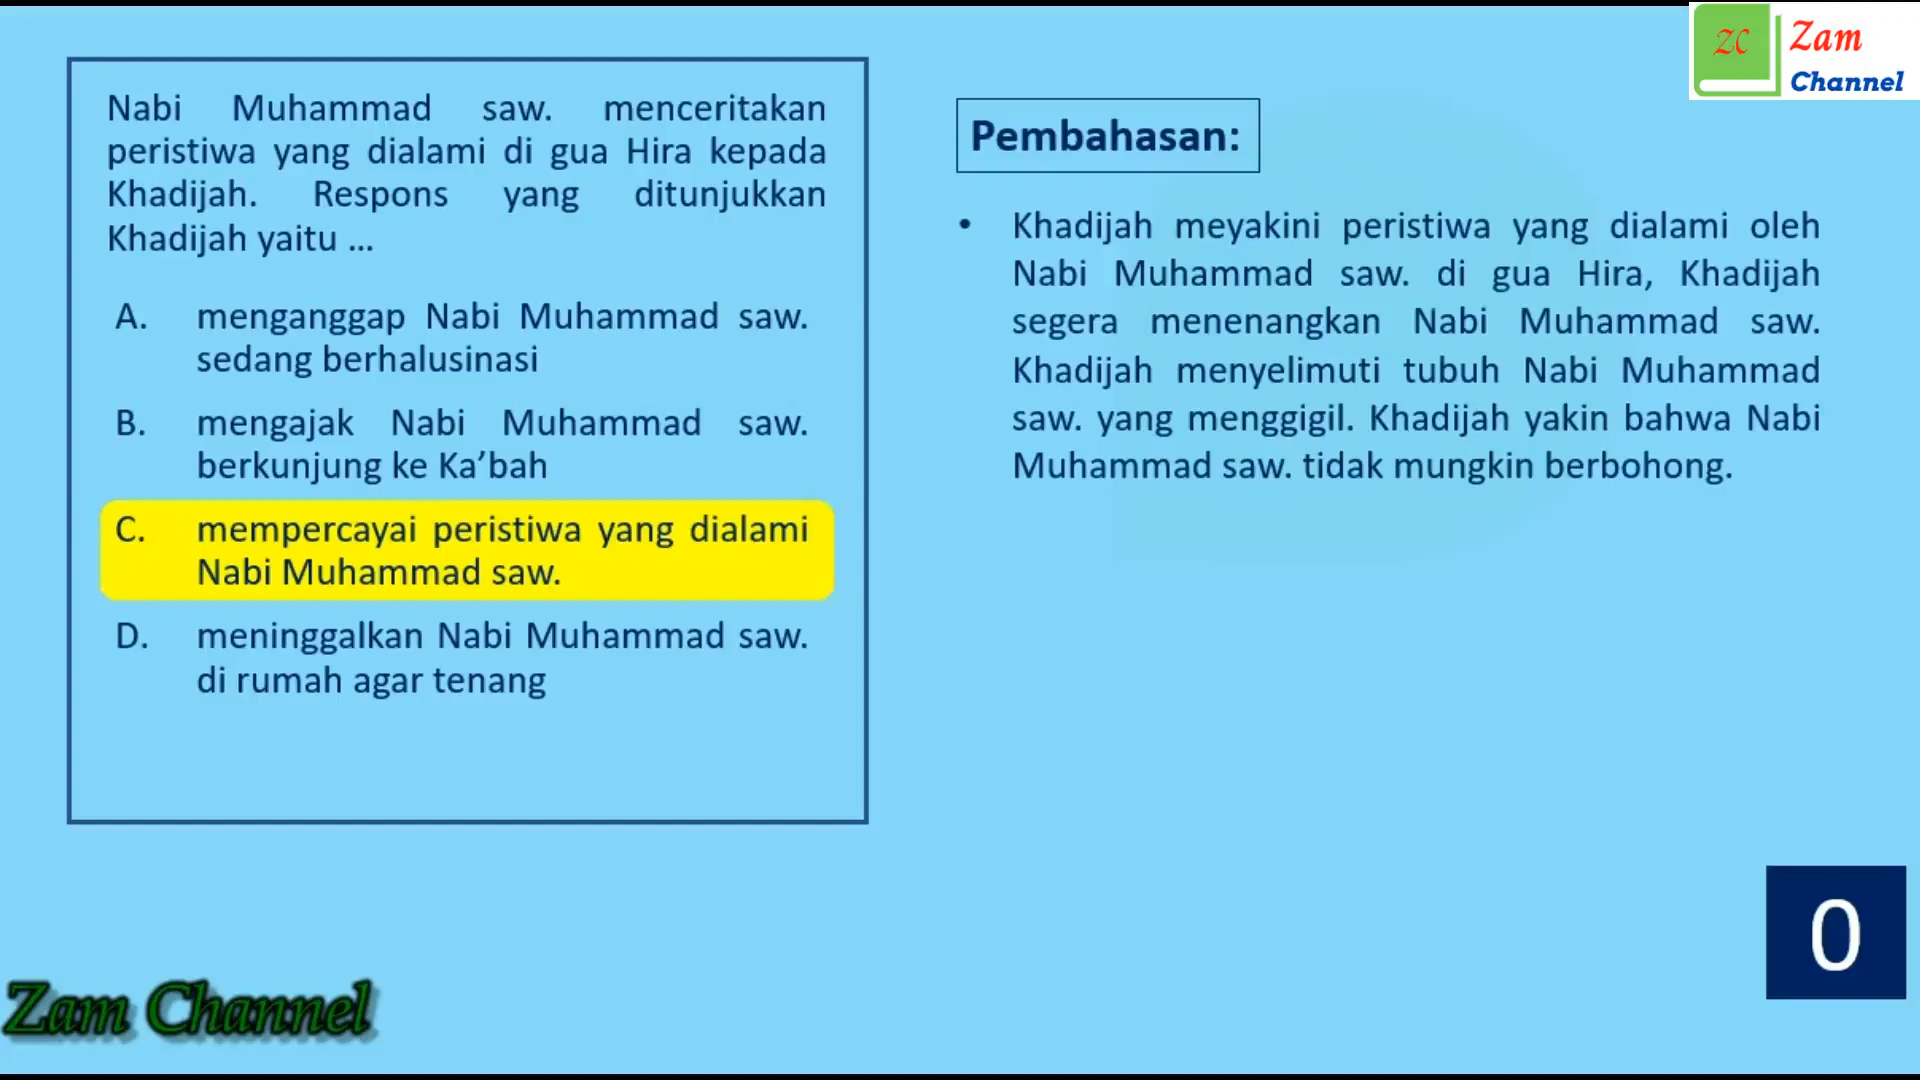 ZC Zam
Channel
Nabi Muhammad saw. menceritakan
peristiwa yang dialami di gua Hira kepada
Khadijah. Respons yang ditunjukkan
Khadijah yaitu ...
A. menganggap Nabi Muhammad saw.
sedang berhalusinasi
B. mengajak Nabi Muhammad saw.
berkunjung ke Ka’bah
C. mempercayai peristiwa yang dialami
Nabi Muhammad saw.
D. meninggalkan Nabi Muhammad saw.
di rumah agar tenang
Pembahasan:
• Khadijah meyakini peristiwa yang dialami oleh
Nabi Muhammad saw. di gua Hira, Khadijah
segera menenangkan Nabi Muhammad saw.
Khadijah menyelimuti tubuh Nabi Muhammad
saw. yang menggigil. Khadijah yakin bahwa Nabi
Muhammad saw. tidak mungkin berbohong.
0
Zam Channel